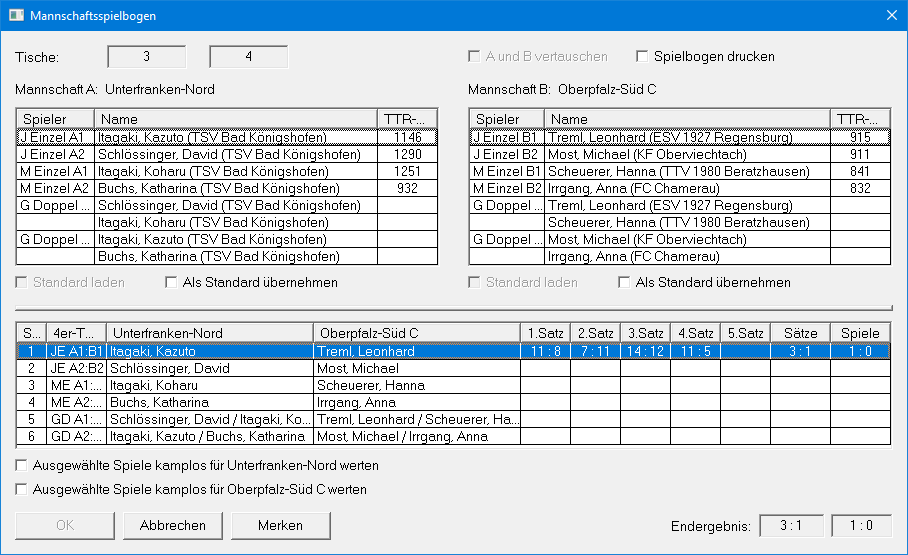 Mannschaftsspielbogen
Tische: 3 4 A und B vertauschen Spielbogen drucken
Mannschaft A: Unterfranken-Nord Mannschaft B: Oberpfalz-Süd C
Spieler Name TTR-... Spieler Name TTR-...
J Einzel A1 Itagaki, Kazuto (TSV Bad Königshofen) 1146 J Einzel B1 Treml, Leonhard (ESV 1927 Regensburg) 915
J Einzel A2 Schlössinger, David (TSV Bad Königshofen) 1290 J Einzel B2 Most, Michael (KF Oberviechtach) 911
M Einzel A1 Itagaki, Koharu (TSV Bad Königshofen) 1251 M Einzel B1 Scheuerer, Hanna (TTV 1980 Beratzhausen) 841
M Einzel A2 Buchs, Katharina (TSV Bad Königshofen) 932 M Einzel B2 Irrgang, Anna (FC Chamerau) 832
G Doppel ... Schlössinger, David (TSV Bad Königshofen) G Doppel ... Treml, Leonhard (ESV 1927 Regensburg)
Itagaki, Koharu (TSV Bad Königshofen) Scheuerer, Hanna (TTV 1980 Beratzhausen)
G Doppel ... Itagaki, Kazuto (TSV Bad Königshofen) G Doppel ... Most, Michael (KF Oberviechtach)
Buchs, Katharina (TSV Bad Königshofen) Irrgang, Anna (FC Chamerau)
Standard laden Als Standard übernehmen Standard laden Als Standard übernehmen
S... 4er-T... Unterfranken-Nord Oberpfalz-Süd C 1.Satz 2.Satz 3.Satz 4.Satz 5.Satz Sätze Spiele
1 JE A1:B1 Itagaki, Kazuto Treml, Leonhard 11 : 8 7 : 11 14 : 12 11 : 5 3 : 1 1 : 0
2 JE A2:B2 Schlössinger, David Most, Michael
3 ME A1:... Itagaki, Koharu Scheuerer, Hanna
4 ME A2:... Buchs, Katharina Irrgang, Anna
5 GD A1:... Schlössinger, David / Itagaki, Ko... Treml, Leonhard / Scheuerer, Ha...
6 GD A2:... Itagaki, Kazuto / Buchs, Katharina Most, Michael / Irrgang, Anna
Ausgewählte Spiele kamplos für Unterfranken-Nord werten
Ausgewählte Spiele kamplos für Oberpfalz-Süd C werten
OK Abbrechen Merken Endergebnis: 3 : 1 1 : 0